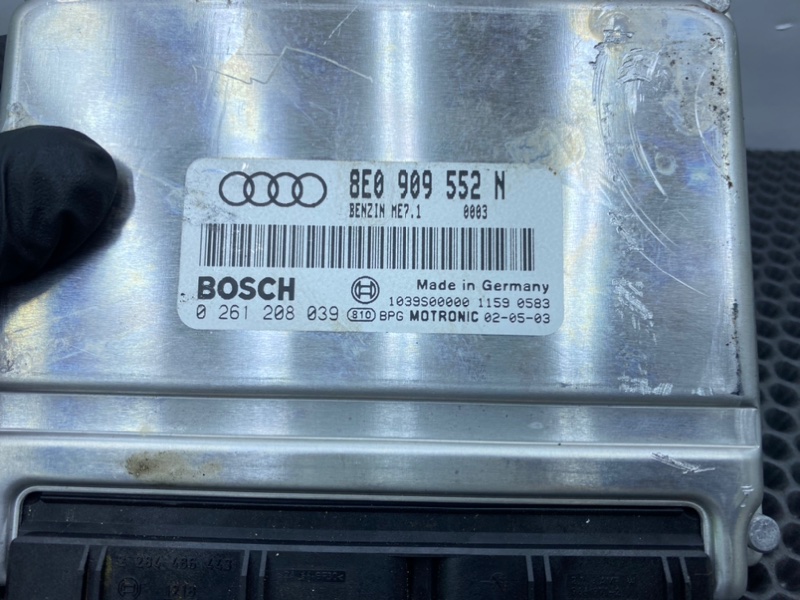 8E0 909 552 N
BENZIN ME7.1 0003
BOSCH
Made in Germany
1039S00000 1159 0583
0 261 208 039 810 BPG MOTRONIC 02-05-03
1217